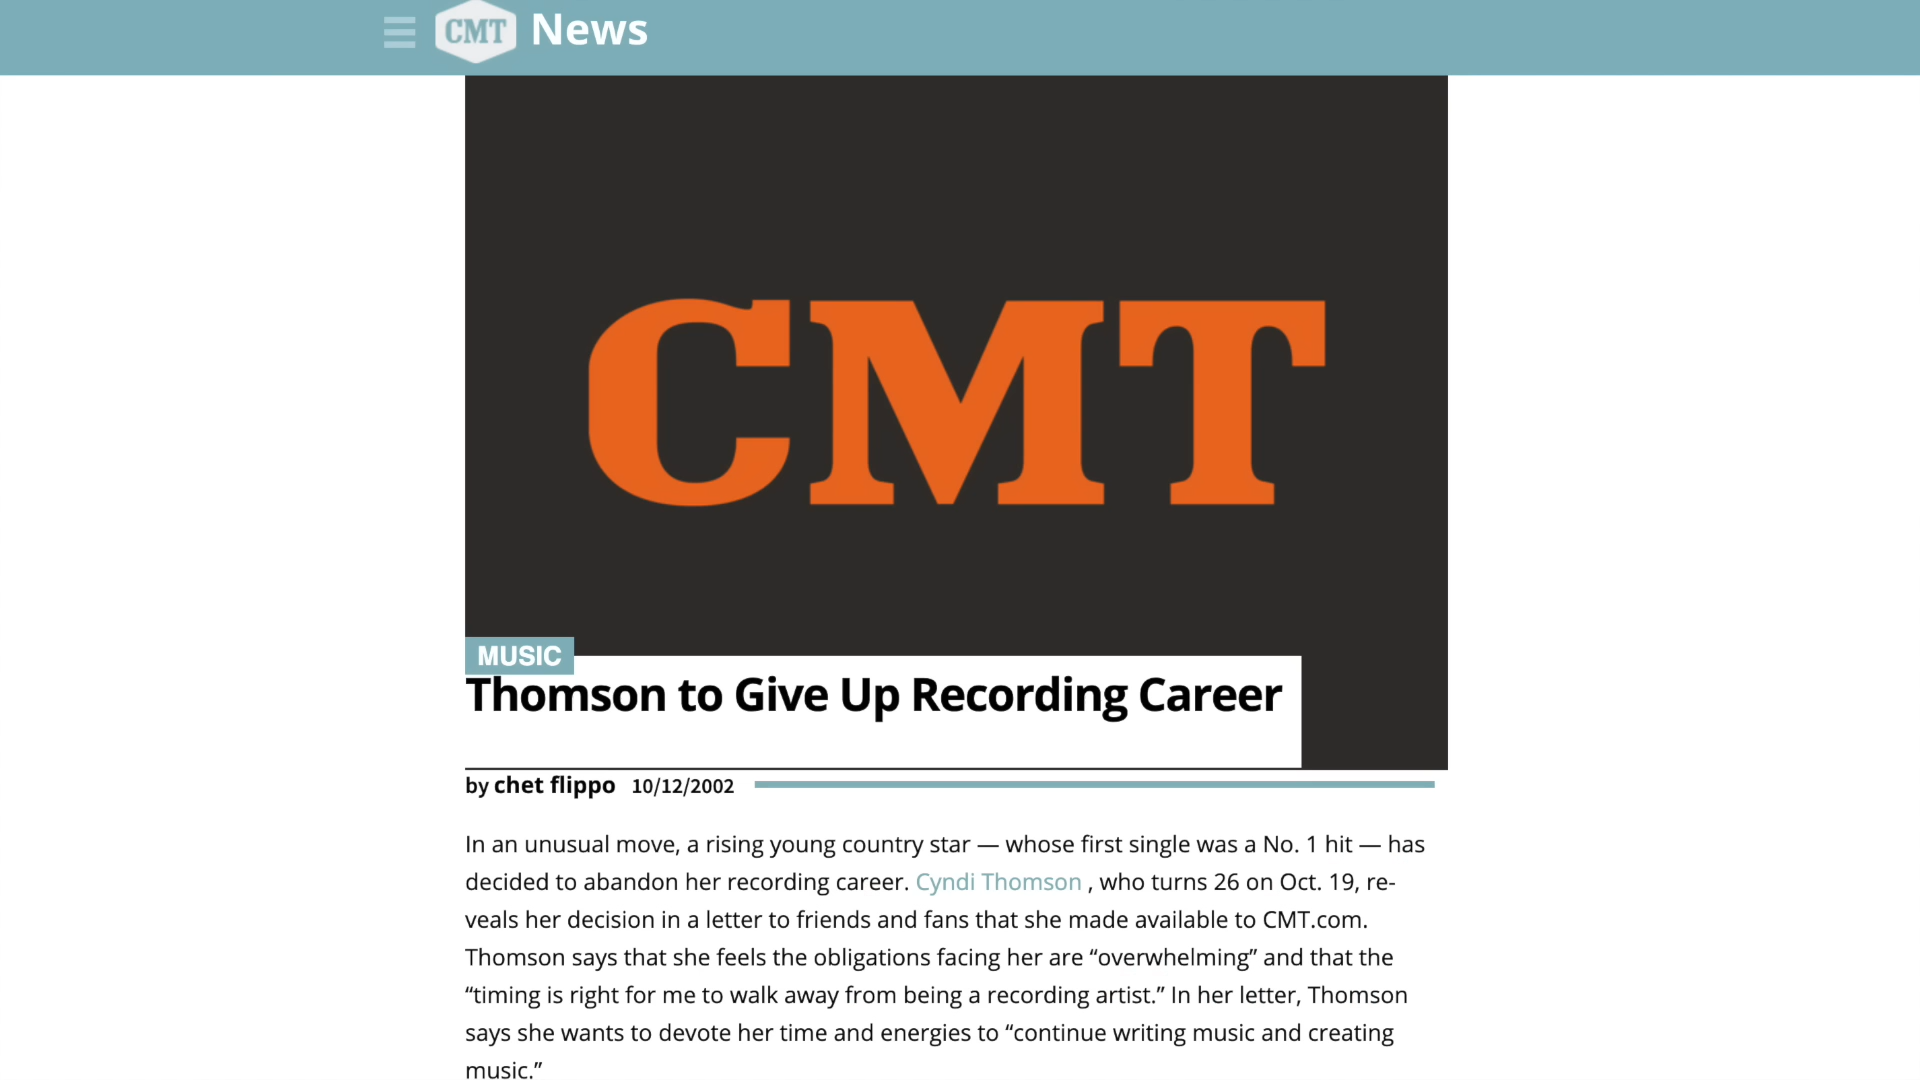 CMT News
CMT
MUSIC
Thomson to Give Up Recording Career
by chet flippo 10/12/2002
In an unusual move, a rising young country star — whose first single was a No. 1 hit — has
decided to abandon her recording career. Cyndi Thomson , who turns 26 on Oct. 19, re-
veals her decision in a letter to friends and fans that she made available to CMT.com.
Thomson says that she feels the obligations facing her are “overwhelming” and that the
“timing is right for me to walk away from being a recording artist.” In her letter, Thomson
says she wants to devote her time and energies to “continue writing music and creating
music.”